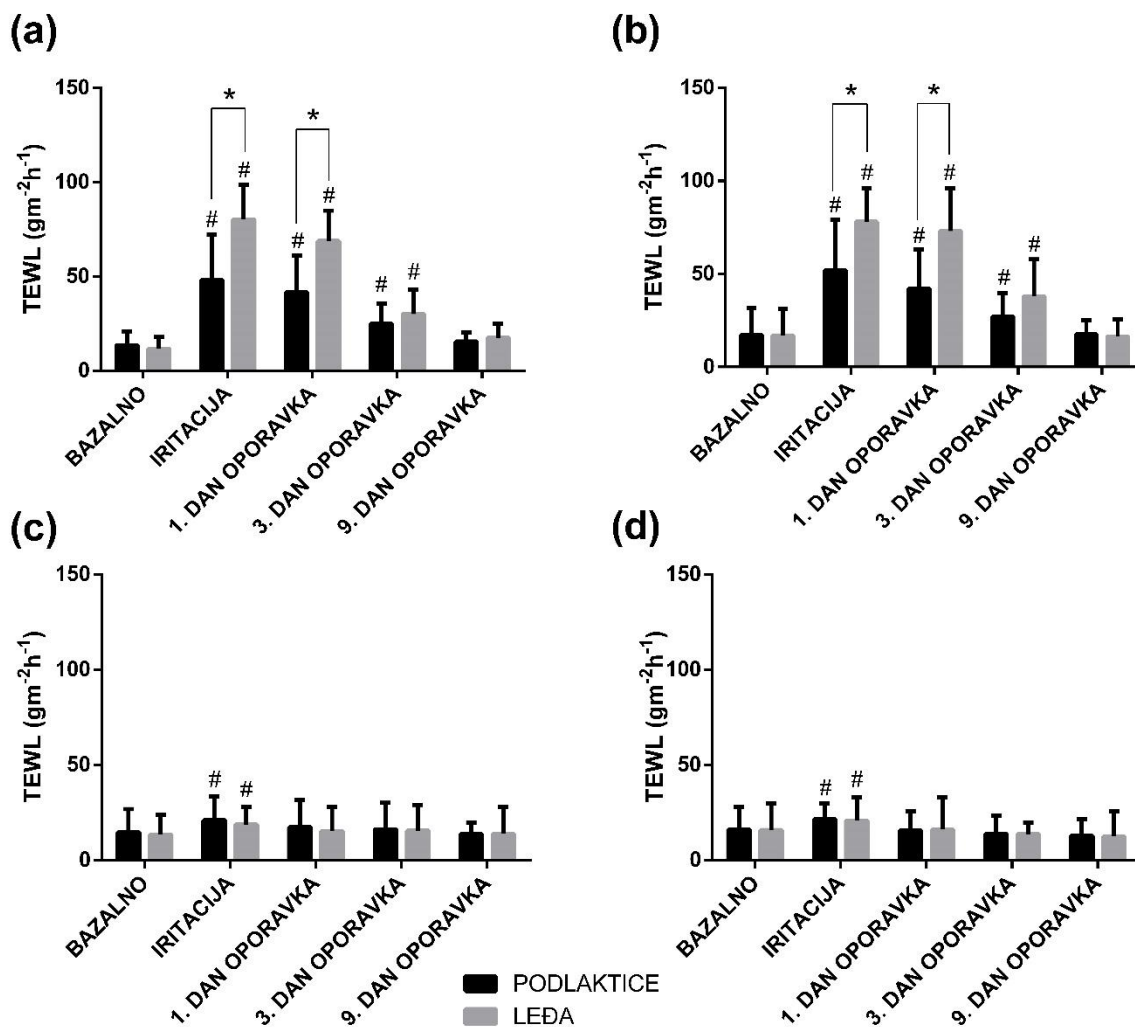 (a)
TEWL (gm⁻²h⁻¹)
150
100
50
0
*
*
# # # # # #
BAZALNO
IRITACIJA
1. DAN OPORAVKA
3. DAN OPORAVKA
9. DAN OPORAVKA
(b)
TEWL (gm⁻²h⁻¹)
150
100
50
0
*
*
# # # # # #
BAZALNO
IRITACIJA
1. DAN OPORAVKA
3. DAN OPORAVKA
9. DAN OPORAVKA
(c)
TEWL (gm⁻²h⁻¹)
150
100
50
0
# #
BAZALNO
IRITACIJA
1. DAN OPORAVKA
3. DAN OPORAVKA
9. DAN OPORAVKA
(d)
TEWL (gm⁻²h⁻¹)
150
100
50
0
# #
BAZALNO
IRITACIJA
1. DAN OPORAVKA
3. DAN OPORAVKA
9. DAN OPORAVKA
PODLAKTICE
LEĐA